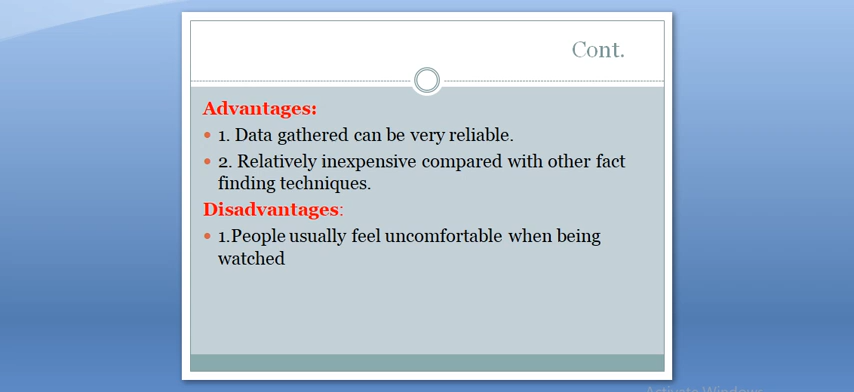 Cont.
Advantages:
1. Data gathered can be very reliable.
2. Relatively inexpensive compared with other fact
finding techniques.
Disadvantages:
1.People usually feel uncomfortable when being
watched
Activate Windows